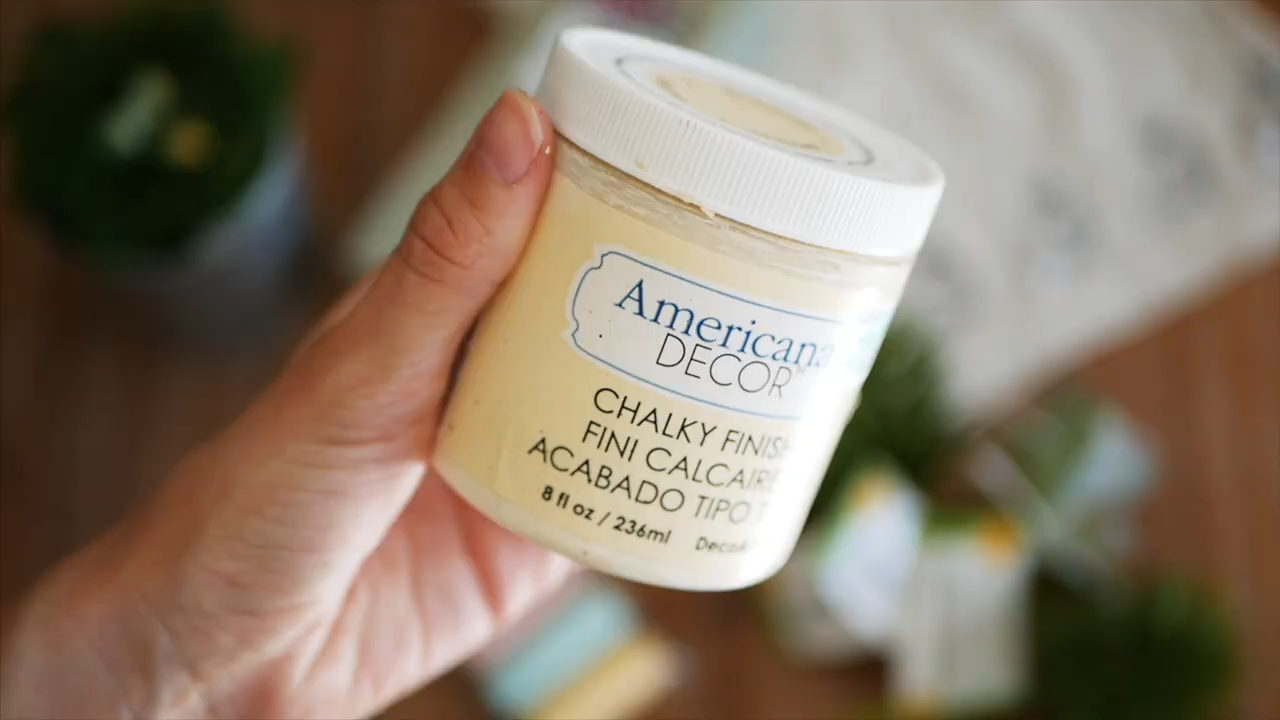 Americana
DECOR
CHALKY FINISH
FINI CALCAIRE
ACABADO TIPO
8 fl oz / 236ml